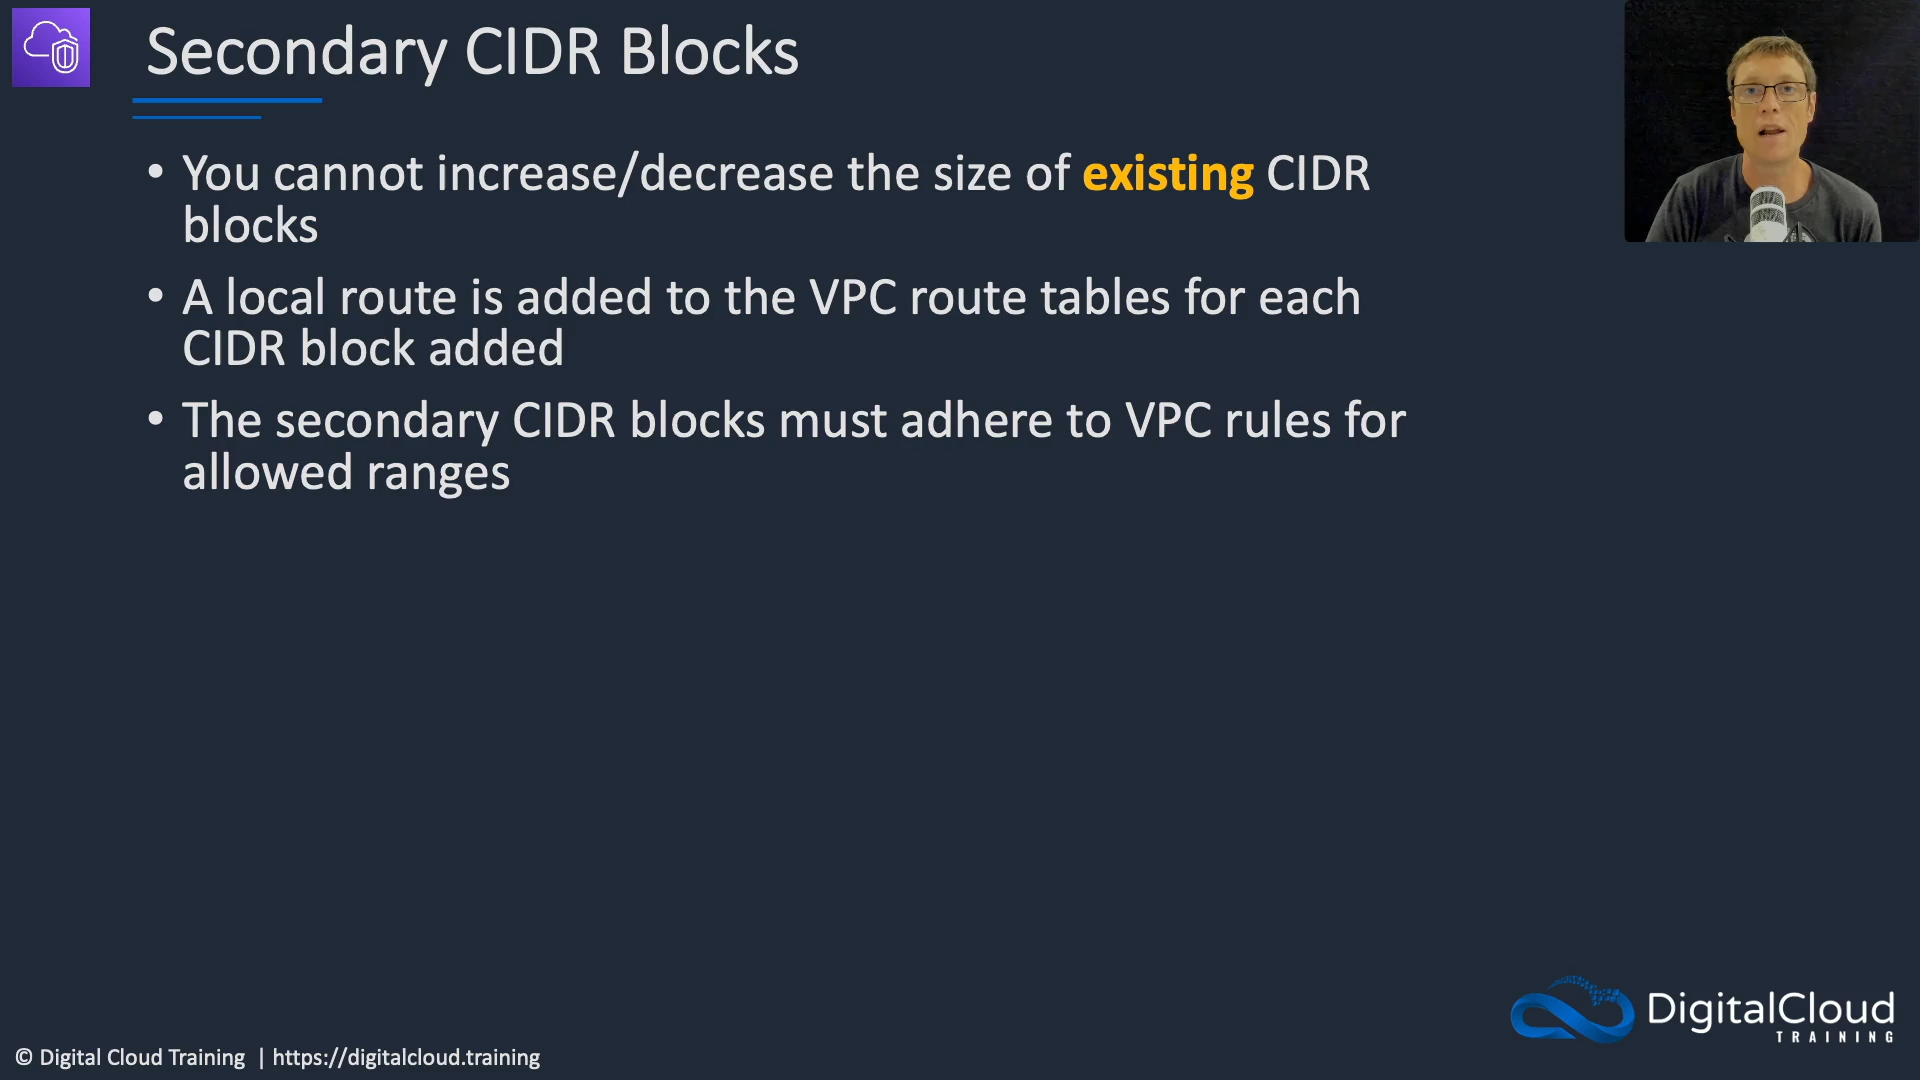 Secondary CIDR Blocks
• You cannot increase/decrease the size of existing CIDR
blocks
• A local route is added to the VPC route tables for each
CIDR block added
• The secondary CIDR blocks must adhere to VPC rules for
allowed ranges
DigitalCloud
TRAINING
© Digital Cloud Training | https://digitalcloud.training